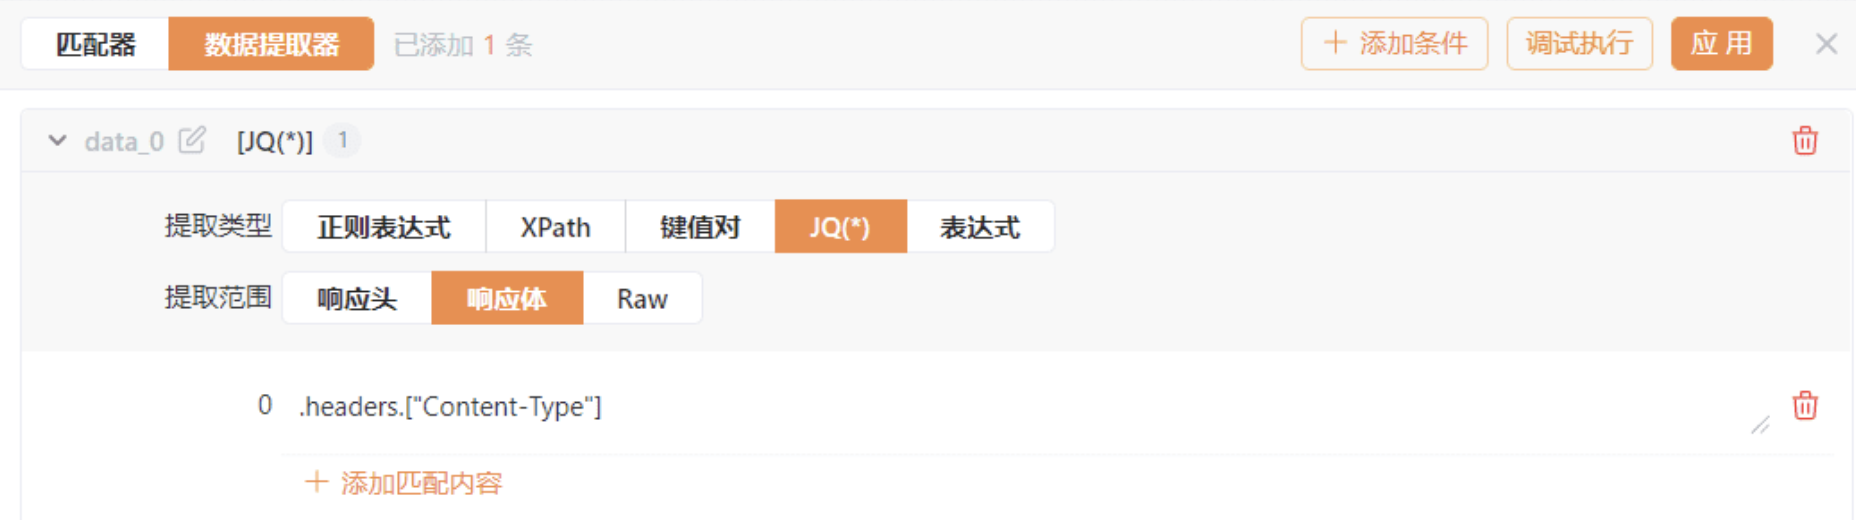 匹配器 数据提取器 已添加 1 条 + 添加条件 调试执行 应 用
data_0 [JQ(*)] 1
提取类型 正则表达式 XPath 键值对 JQ(*) 表达式
提取范围 响应头 响应体 Raw
0 .headers.["Content-Type"]
+ 添加匹配内容